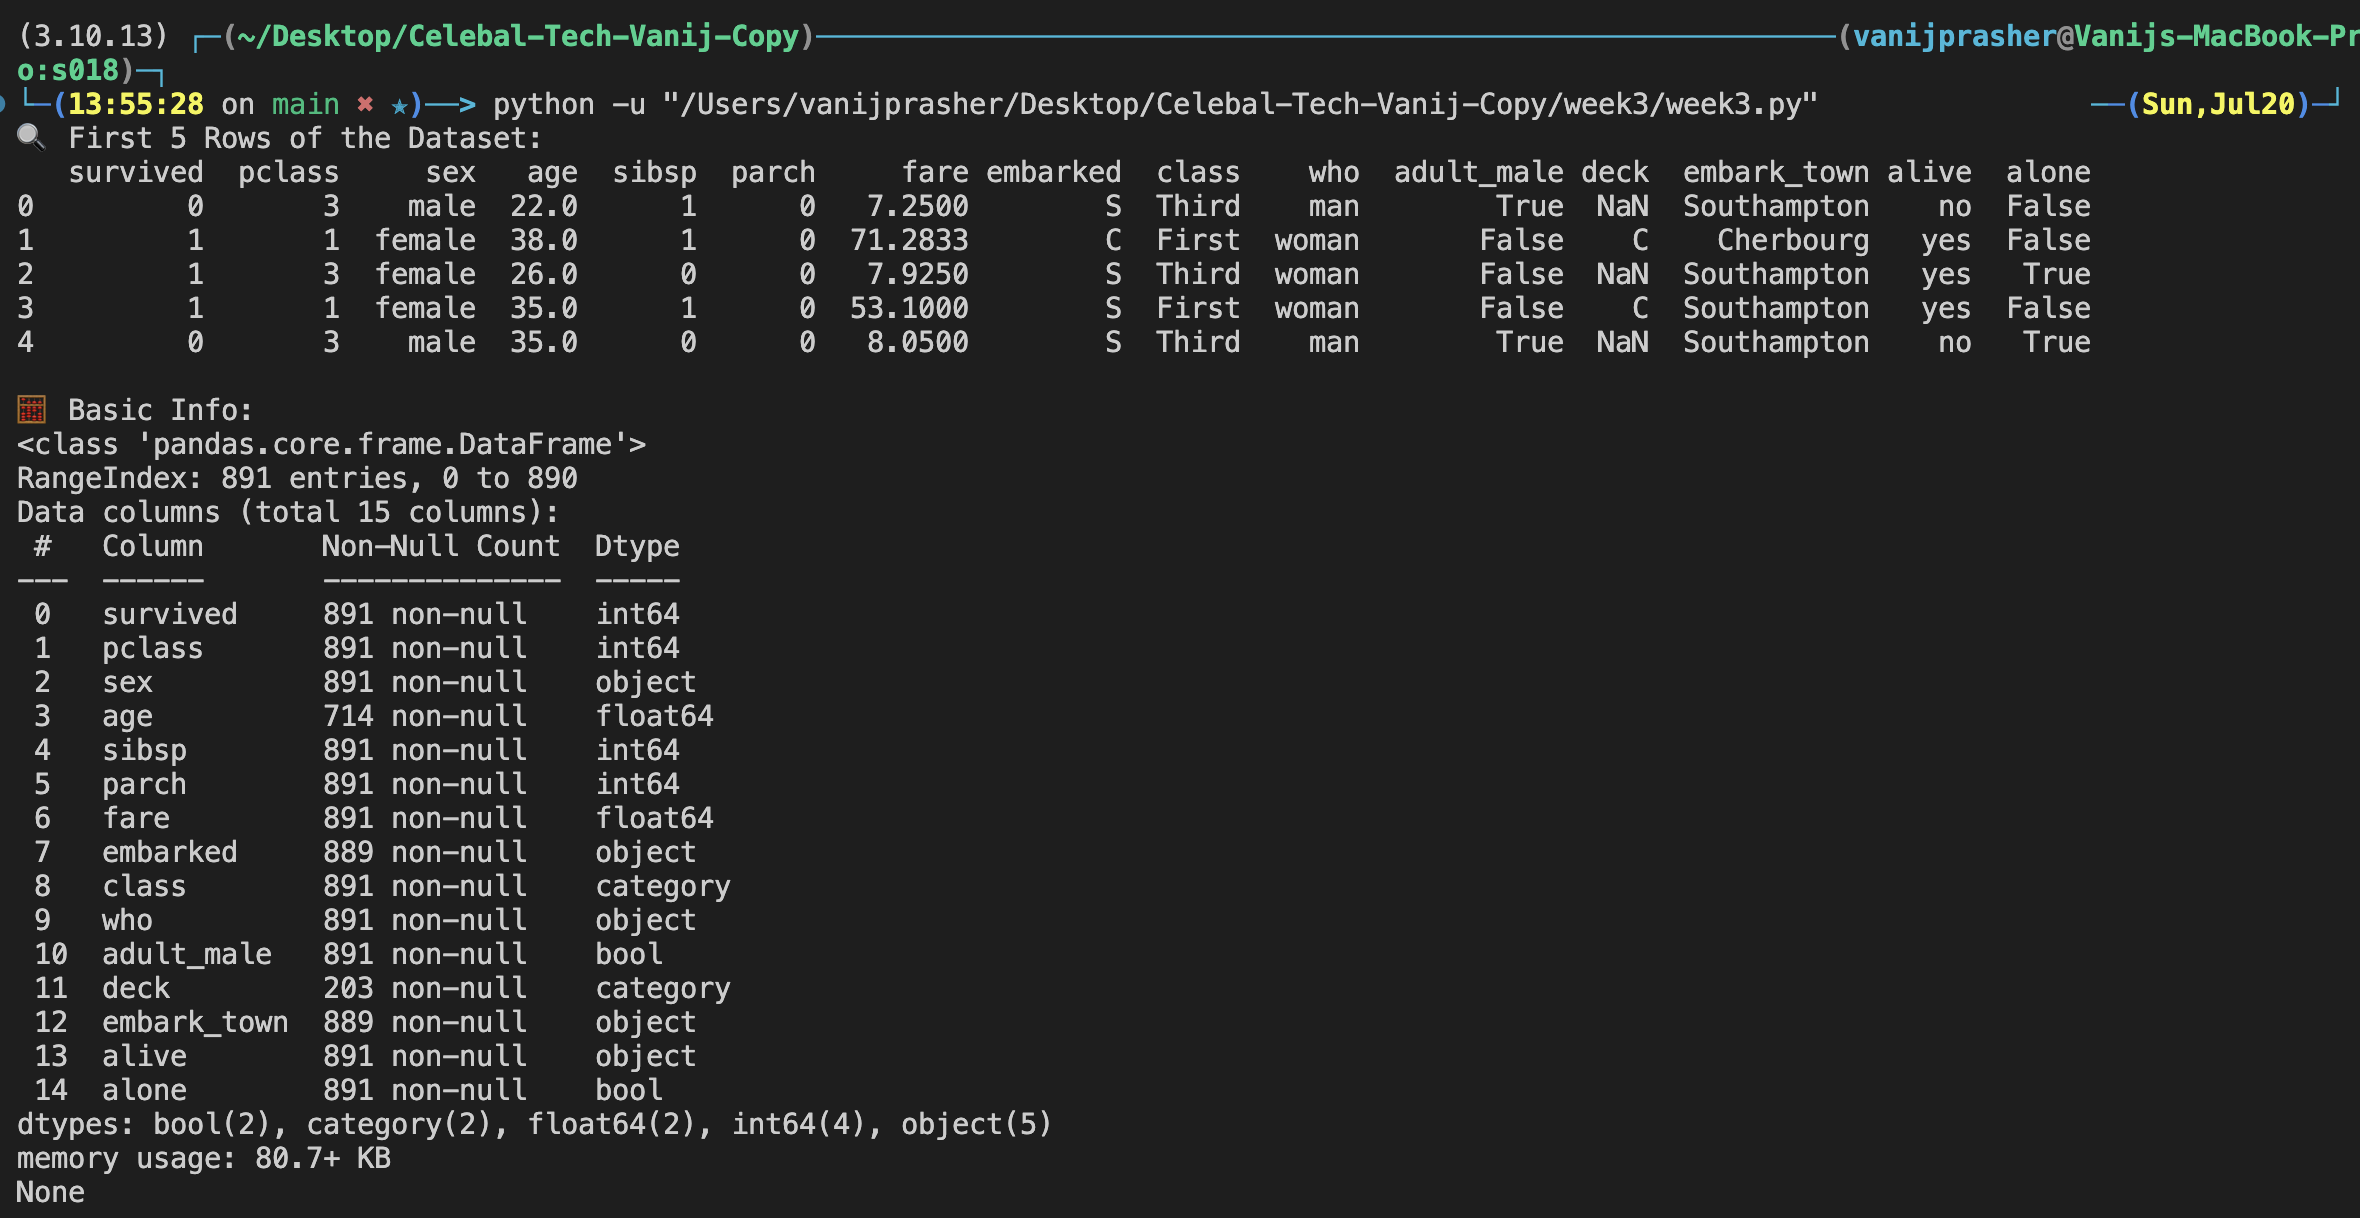 (3.10.13) ┌─(~/Desktop/Celebal-Tech-Vanij-Copy)────────────────────(vanijprasher@Vanijs-MacBook-Pr
o:s018)─┐
└─(13:55:28 on main ✖ ★)──> python -u "/Users/vanijprasher/Desktop/Celebal-Tech-Vanij-Copy/week3/week3.py" ──(Sun,Jul20)─┘
🔍 First 5 Rows of the Dataset:
   survived  pclass     sex   age  sibsp  parch     fare embarked  class    who  adult_male deck  embark_town alive  alone
0         0       3    male  22.0      1      0   7.2500        S  Third    man        True  NaN  Southampton    no  False
1         1       1  female  38.0      1      0  71.2833        C  First  woman       False    C    Cherbourg   yes  False
2         1       3  female  26.0      0      0   7.9250        S  Third  woman       False  NaN  Southampton   yes   True
3         1       1  female  35.0      1      0  53.1000        S  First  woman       False    C  Southampton   yes  False
4         0       3    male  35.0      0      0   8.0500        S  Third    man        True  NaN  Southampton    no   True
🧮 Basic Info:
<class 'pandas.core.frame.DataFrame'>
RangeIndex: 891 entries, 0 to 890
Data columns (total 15 columns):
 #   Column       Non-Null Count  Dtype
---  ------       --------------  -----
 0   survived     891 non-null    int64
 1   pclass       891 non-null    int64
 2   sex          891 non-null    object
 3   age          714 non-null    float64
 4   sibsp        891 non-null    int64
 5   parch        891 non-null    int64
 6   fare         891 non-null    float64
 7   embarked     889 non-null    object
 8   class        891 non-null    category
 9   who          891 non-null    object
 10  adult_male   891 non-null    bool
 11  deck         203 non-null    category
 12  embark_town  889 non-null    object
 13  alive        891 non-null    object
 14  alone        891 non-null    bool
dtypes: bool(2), category(2), float64(2), int64(4), object(5)
memory usage: 80.7+ KB
None